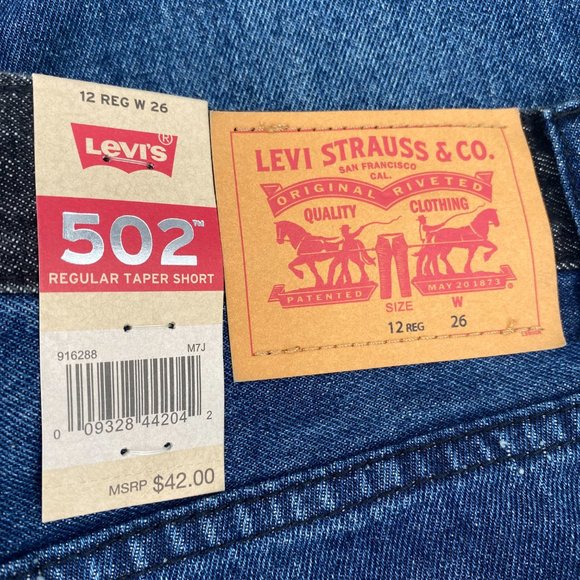 12 REG W 26
LEVI'S®
502™
REGULAR TAPER SHORT
916288 M7J
0 09328 44204 2
MSRP $42.00
LEVI STRAUSS & CO.
SAN FRANCISCO
CAL.
ORIGINAL RIVETED
QUALITY CLOTHING
PATENTED MAY 20 1873
SIZE W
12 REG 26